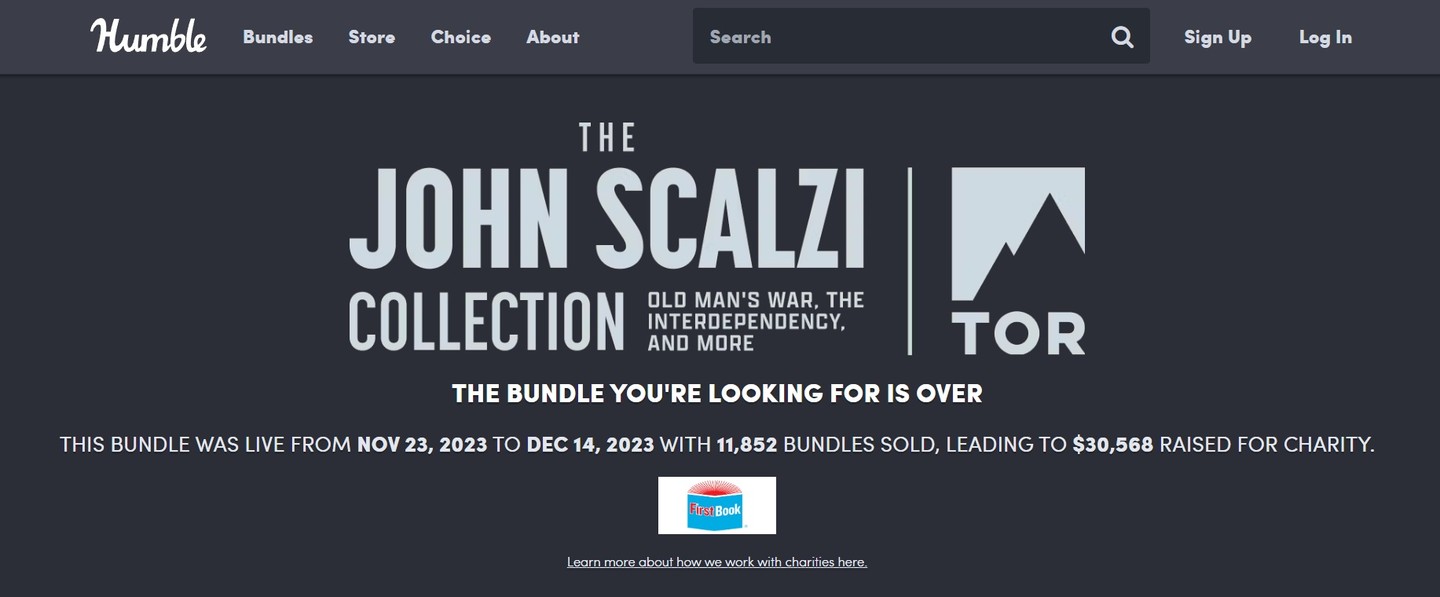 Humble Bundles Store Choice About Search Sign Up Log In
THE
JOHN SCALZI
COLLECTION
OLD MAN'S WAR, THE
INTERDEPENDENCY,
AND MORE
TOR
THE BUNDLE YOU'RE LOOKING FOR IS OVER
THIS BUNDLE WAS LIVE FROM NOV 23, 2023 TO DEC 14, 2023 WITH 11,852 BUNDLES SOLD, LEADING TO $30,568 RAISED FOR CHARITY.
First Book
Learn more about how we work with charities here.